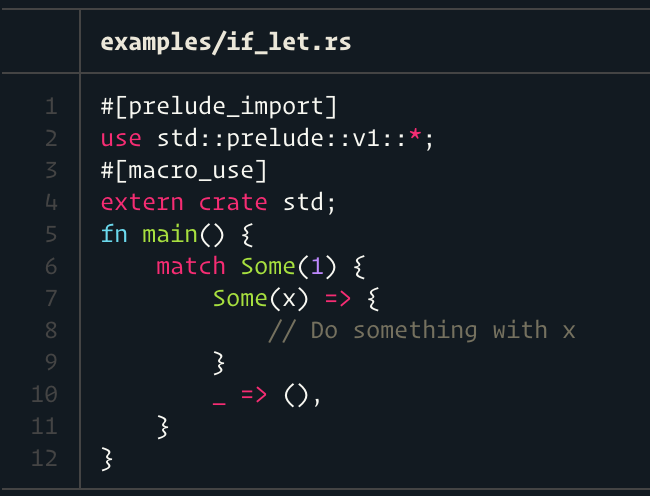 examples/if_let.rs
1 #[prelude_import]
2 use std::prelude::v1::*;
3 #[macro_use]
4 extern crate std;
5 fn main() {
6     match Some(1) {
7         Some(x) => {
8             // Do something with x
9         }
10         _ => (),
11     }
12 }